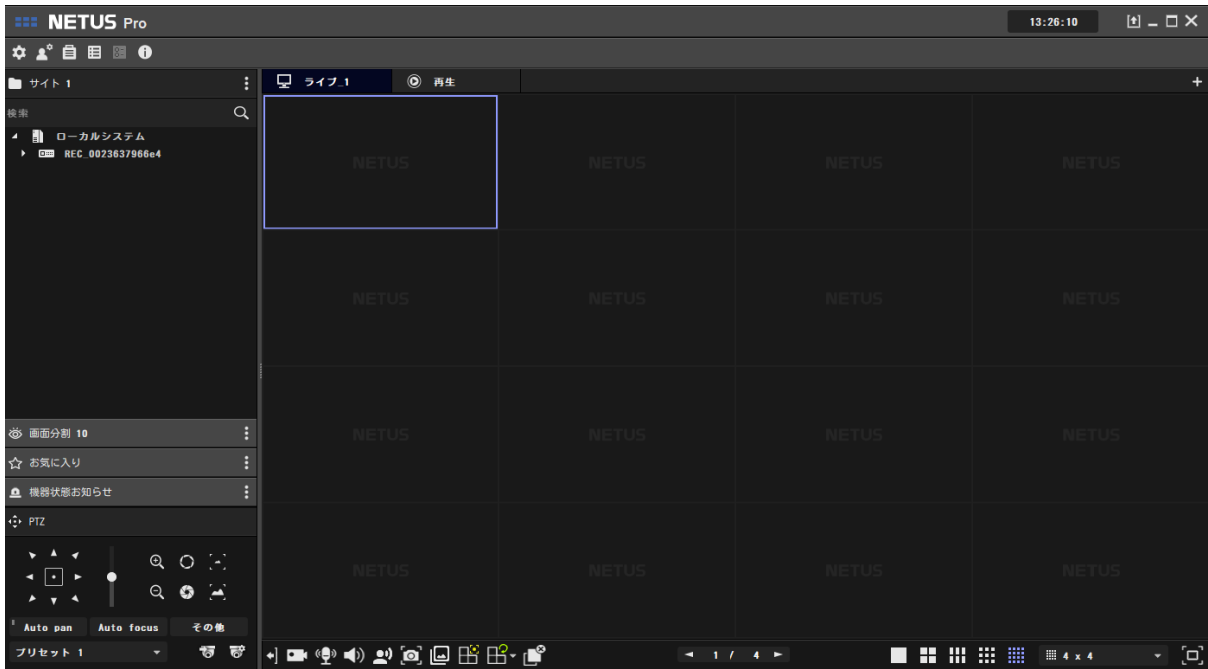 NETUS Pro
13:26:10
サイト 1
ライブ_1
再生
検索
ローカルシステム
REC_0023637966e4
NETUS NETUS NETUS NETUS
NETUS NETUS NETUS NETUS
画面分割 10
NETUS NETUS NETUS NETUS
お気に入り
機器状態お知らせ
PTZ
NETUS NETUS NETUS NETUS
Auto pan
Auto focus
その他
プリセット 1
1 / 4
4 x 4